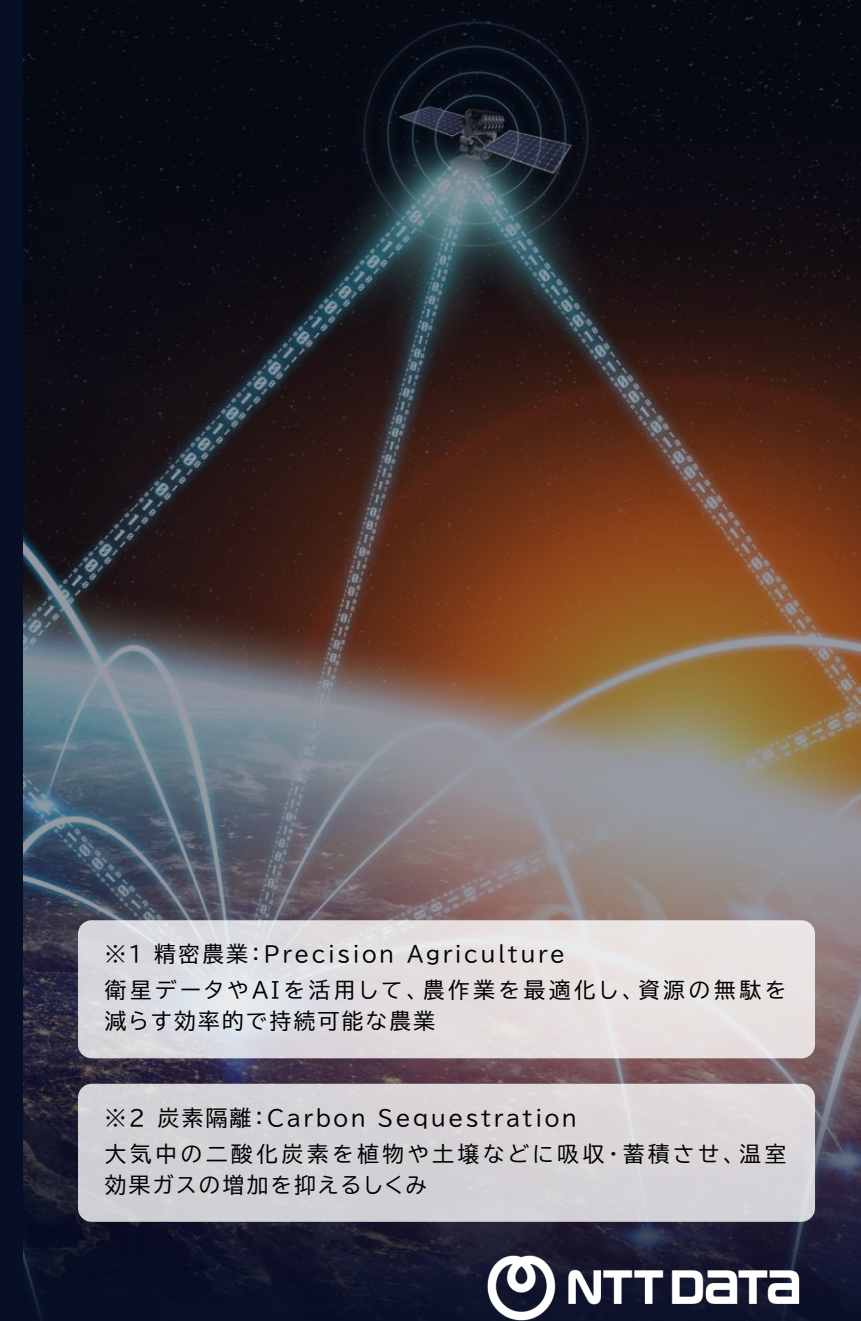 ※1 精密農業：Precision Agriculture
衛星データやAIを活用して、農作業を最適化し、資源の無駄を
減らす効率的で持続可能な農業
※2 炭素隔離：Carbon Sequestration
大気中の二酸化炭素を植物や土壌などに吸収・蓄積させ、温室
効果ガスの増加を抑えるしくみ
NTT DATA